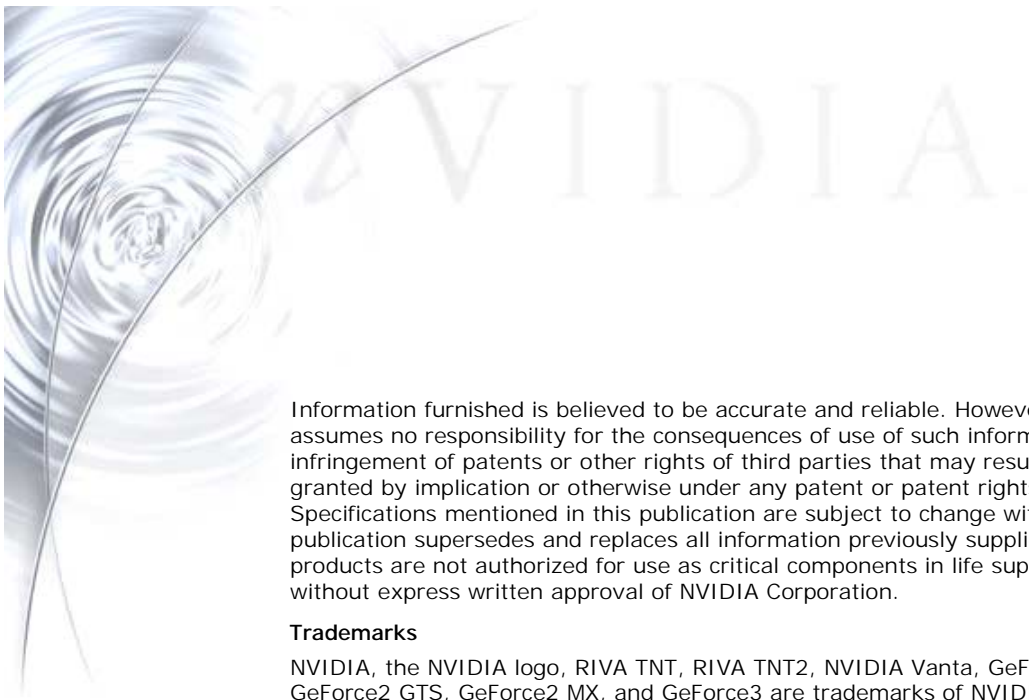 NVIDIA
Information furnished is believed to be accurate and reliable. Howeve
assumes no responsibility for the consequences of use of such inform
infringement of patents or other rights of third parties that may resu
granted by implication or otherwise under any patent or patent right
Specifications mentioned in this publication are subject to change wi
publication supersedes and replaces all information previously suppli
products are not authorized for use as critical components in life sup
without express written approval of NVIDIA Corporation.
Trademarks
NVIDIA, the NVIDIA logo, RIVA TNT, RIVA TNT2, NVIDIA Vanta, GeF
GeForce2 GTS, GeForce2 MX, and GeForce3 are trademarks of NVID